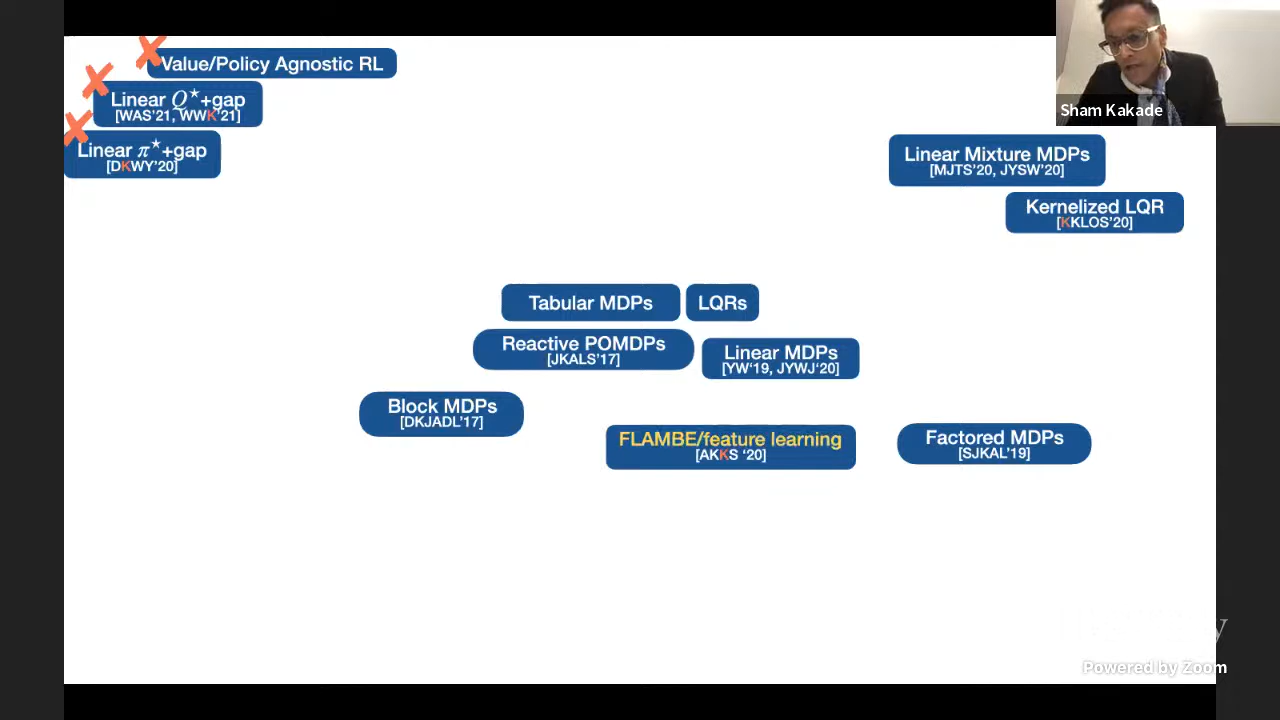 Value/Policy Agnostic RL
Linear Q*+gap
[WAS'21, WWK'21]
Linear π*+gap
[DKWY'20]
Sham Kakade
Linear Mixture MDPs
[MJTS'20, JYSW'20]
Kernelized LQR
[KKLOS'20]
Tabular MDPs
LQRs
Reactive POMDPs
[JKALS'17]
Linear MDPs
[YW'19, JYWJ'20]
Block MDPs
[DKJADL'17]
FLAMBE/feature learning
[AKKS '20]
Factored MDPs
[SJKAL'19]
Powered by Zoom